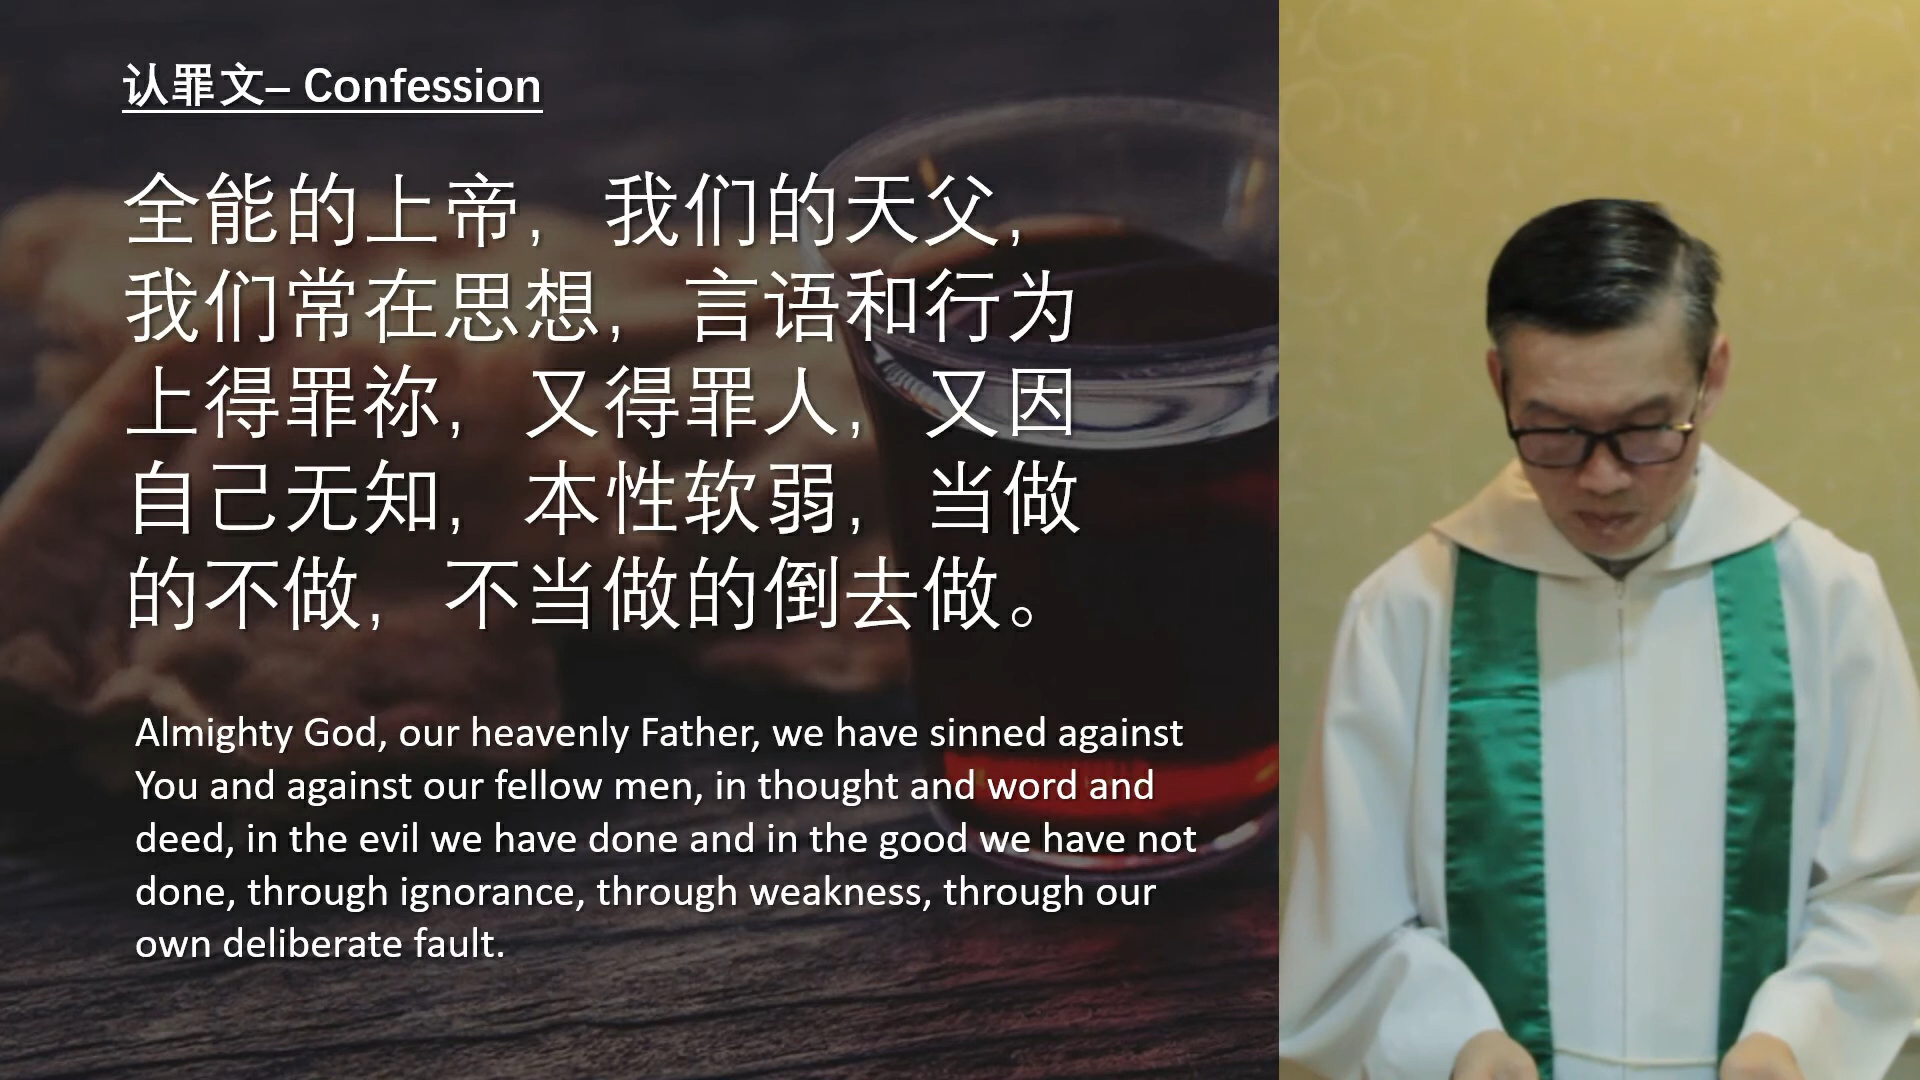 认罪文– Confession
全能的上帝，我们的天父，
我们常在思想，言语和行为
上得罪祢，又得罪人，又因
自己无知，本性软弱，当做
的不做，不当做的倒去做。
Almighty God, our heavenly Father, we have sinned against
You and against our fellow men, in thought and word and
deed, in the evil we have done and in the good we have not
done, through ignorance, through weakness, through our
own deliberate fault.